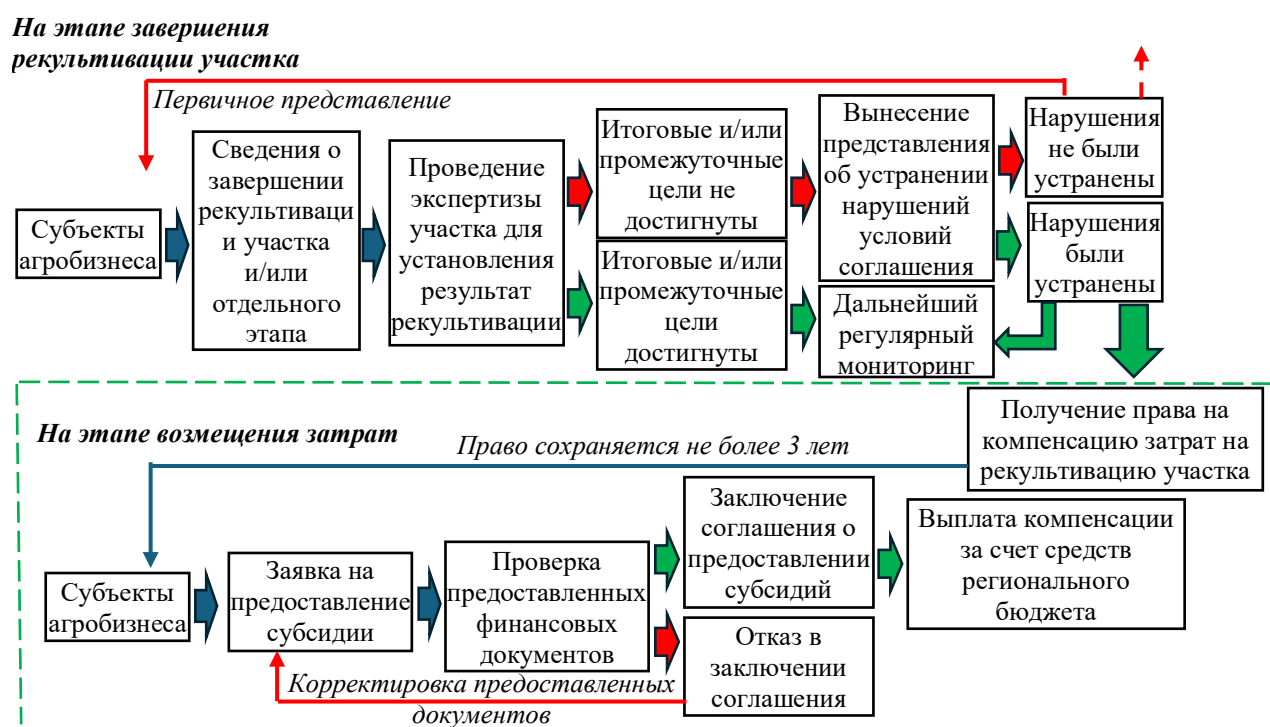 На этапе завершения
рекультивации участка
Первичное представление
Субъекты
агробизнеса
Сведения о
завершении
рекультиваци
и участка
и/или
отдельного
этапа
Проведение
экспертизы
участка для
установления
результат
рекультивации
Итоговые и/или
промежуточные
цели не
достигнуты
Итоговые и/или
промежуточные
цели
достигнуты
Вынесение
представления
об устранении
нарушений
условий
соглашения
Дальнейший
регулярный
мониторинг
Нарушения
не были
устранены
Нарушения
были
устранены
Получение права на
компенсацию затрат на
рекультивацию участка
На этапе возмещения затрат
Право сохраняется не более 3 лет
Субъекты
агробизнеса
Заявка на
предоставление
субсидии
Проверка
предоставленных
финансовых
документов
Заключение
соглашения о
предоставлении
субсидий
Отказ в
заключении
соглашения
Выплата компенсации
за счет средств
регионального
бюджета
Корректировка предоставленных
документов